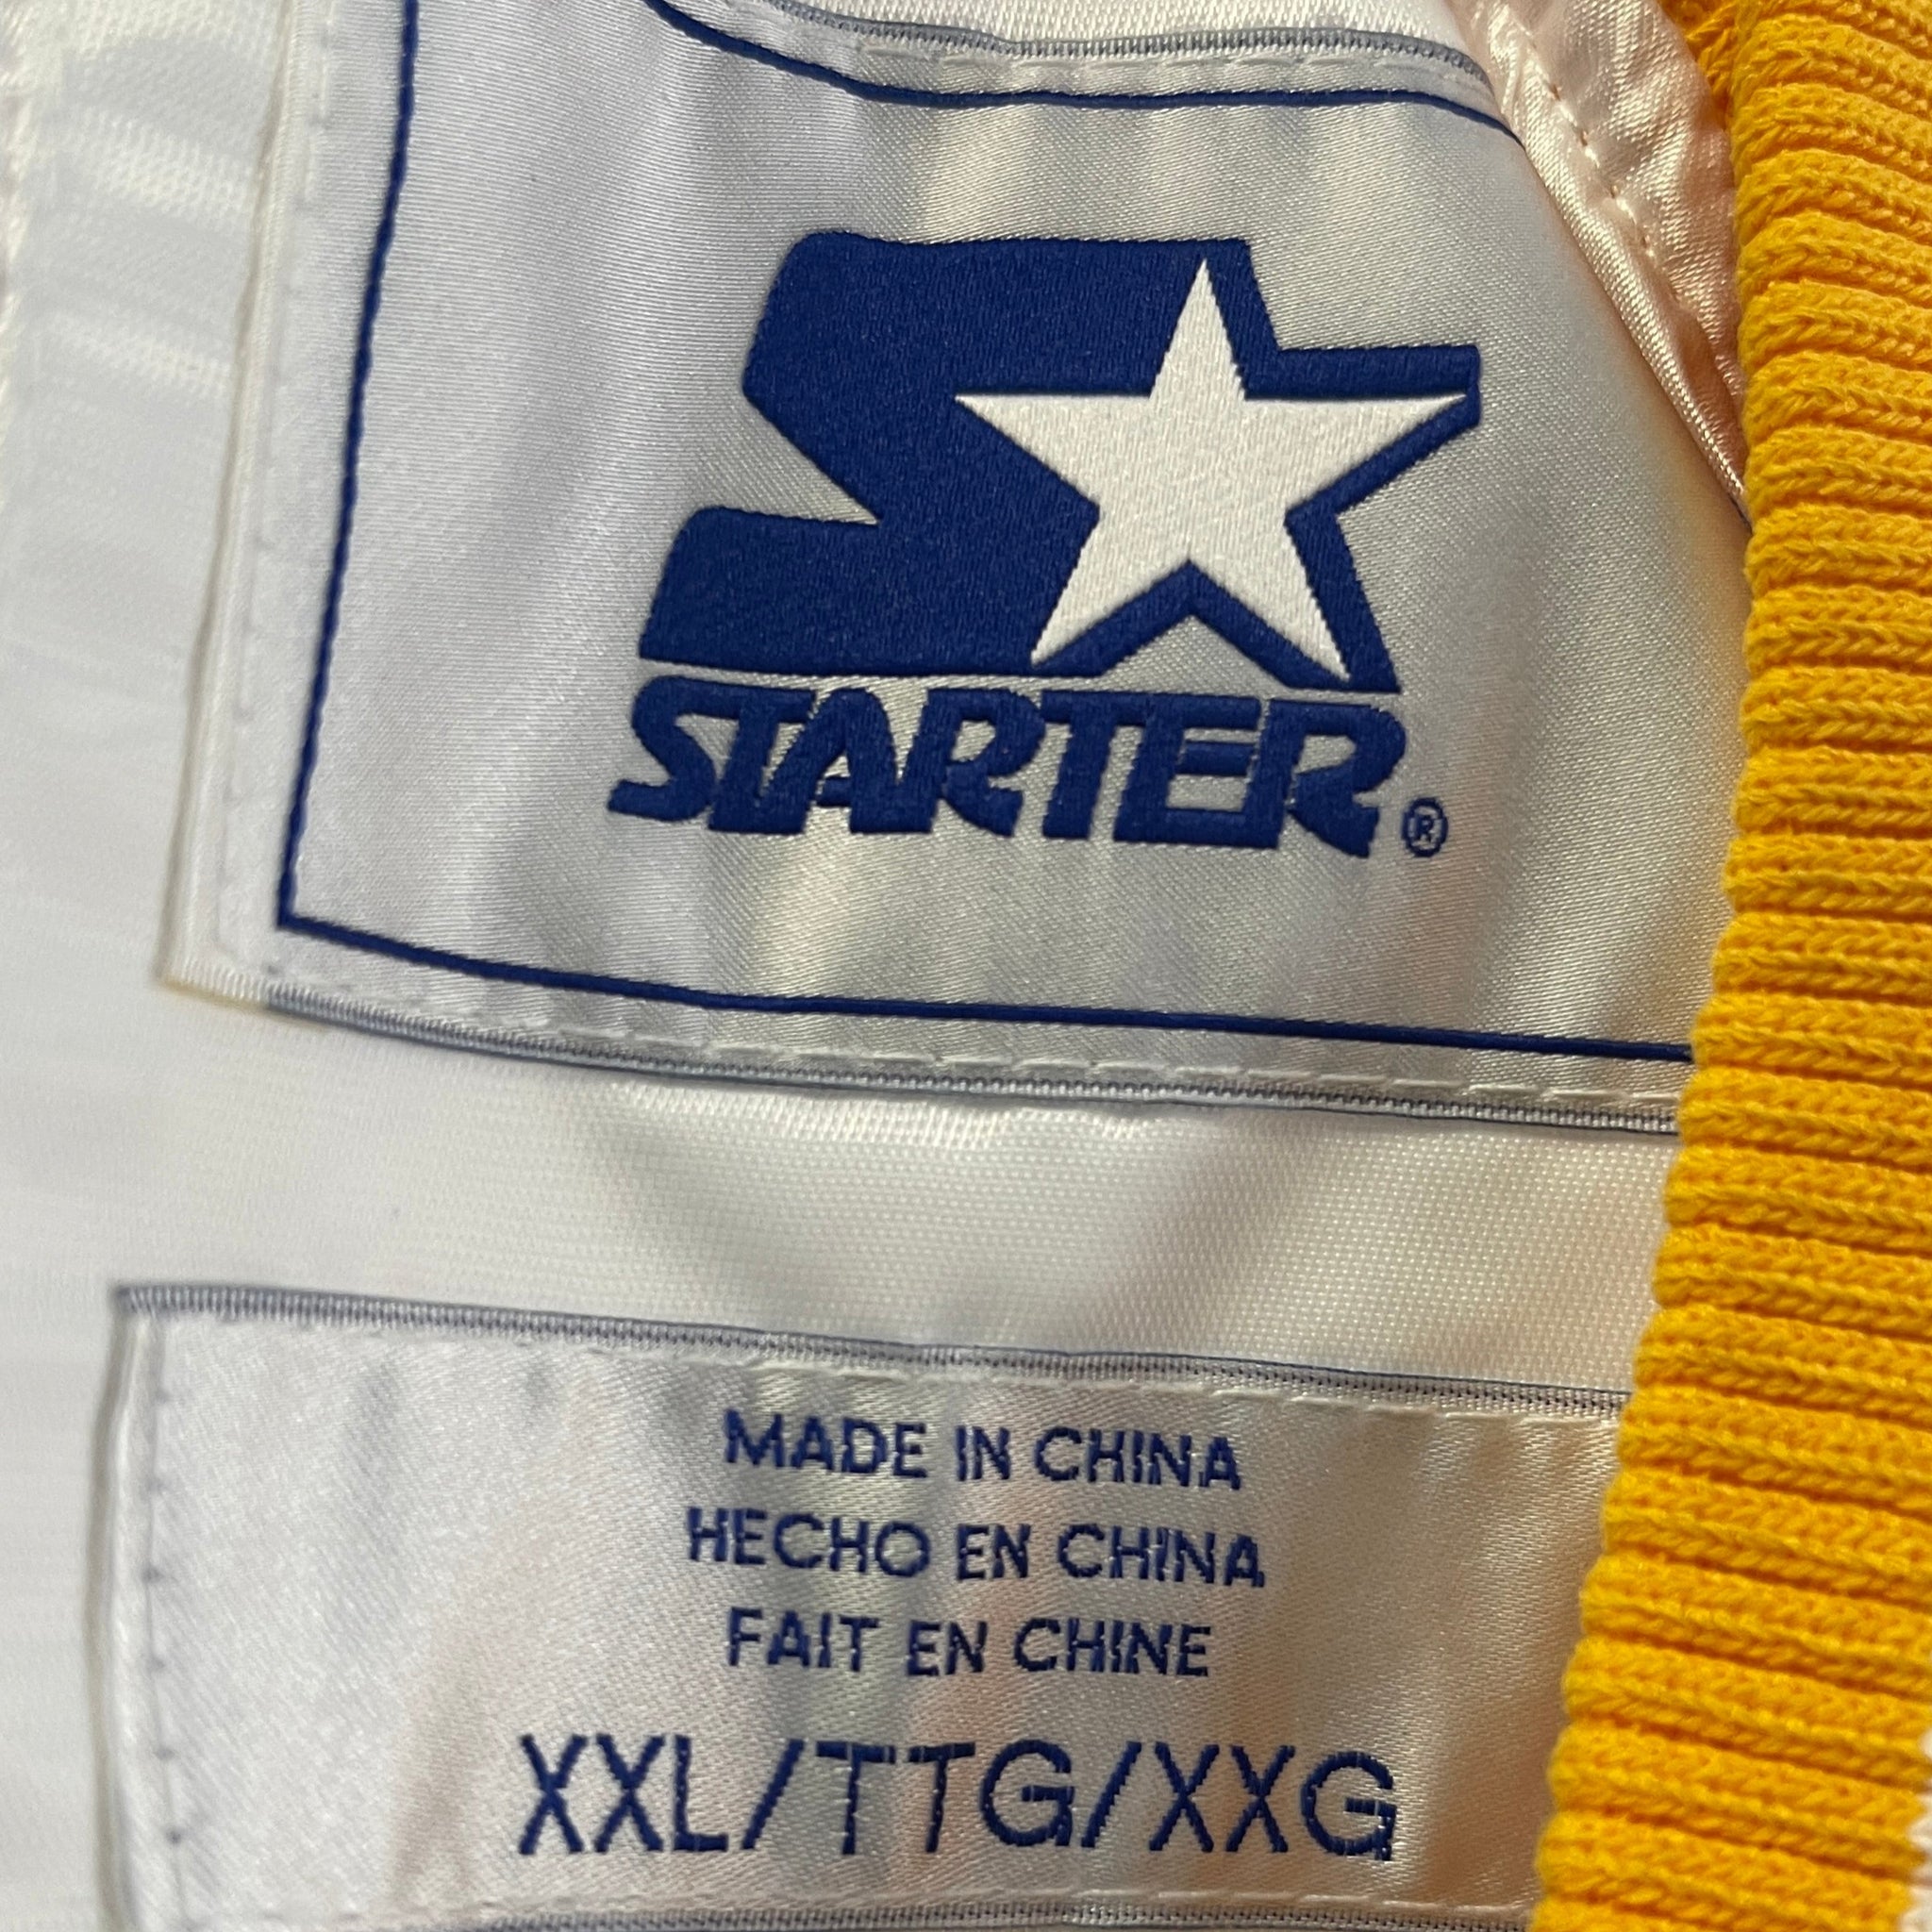 STARTER®
MADE IN CHINA
HECHO EN CHINA
FAIT EN CHINE
XXL/TTG/XXG